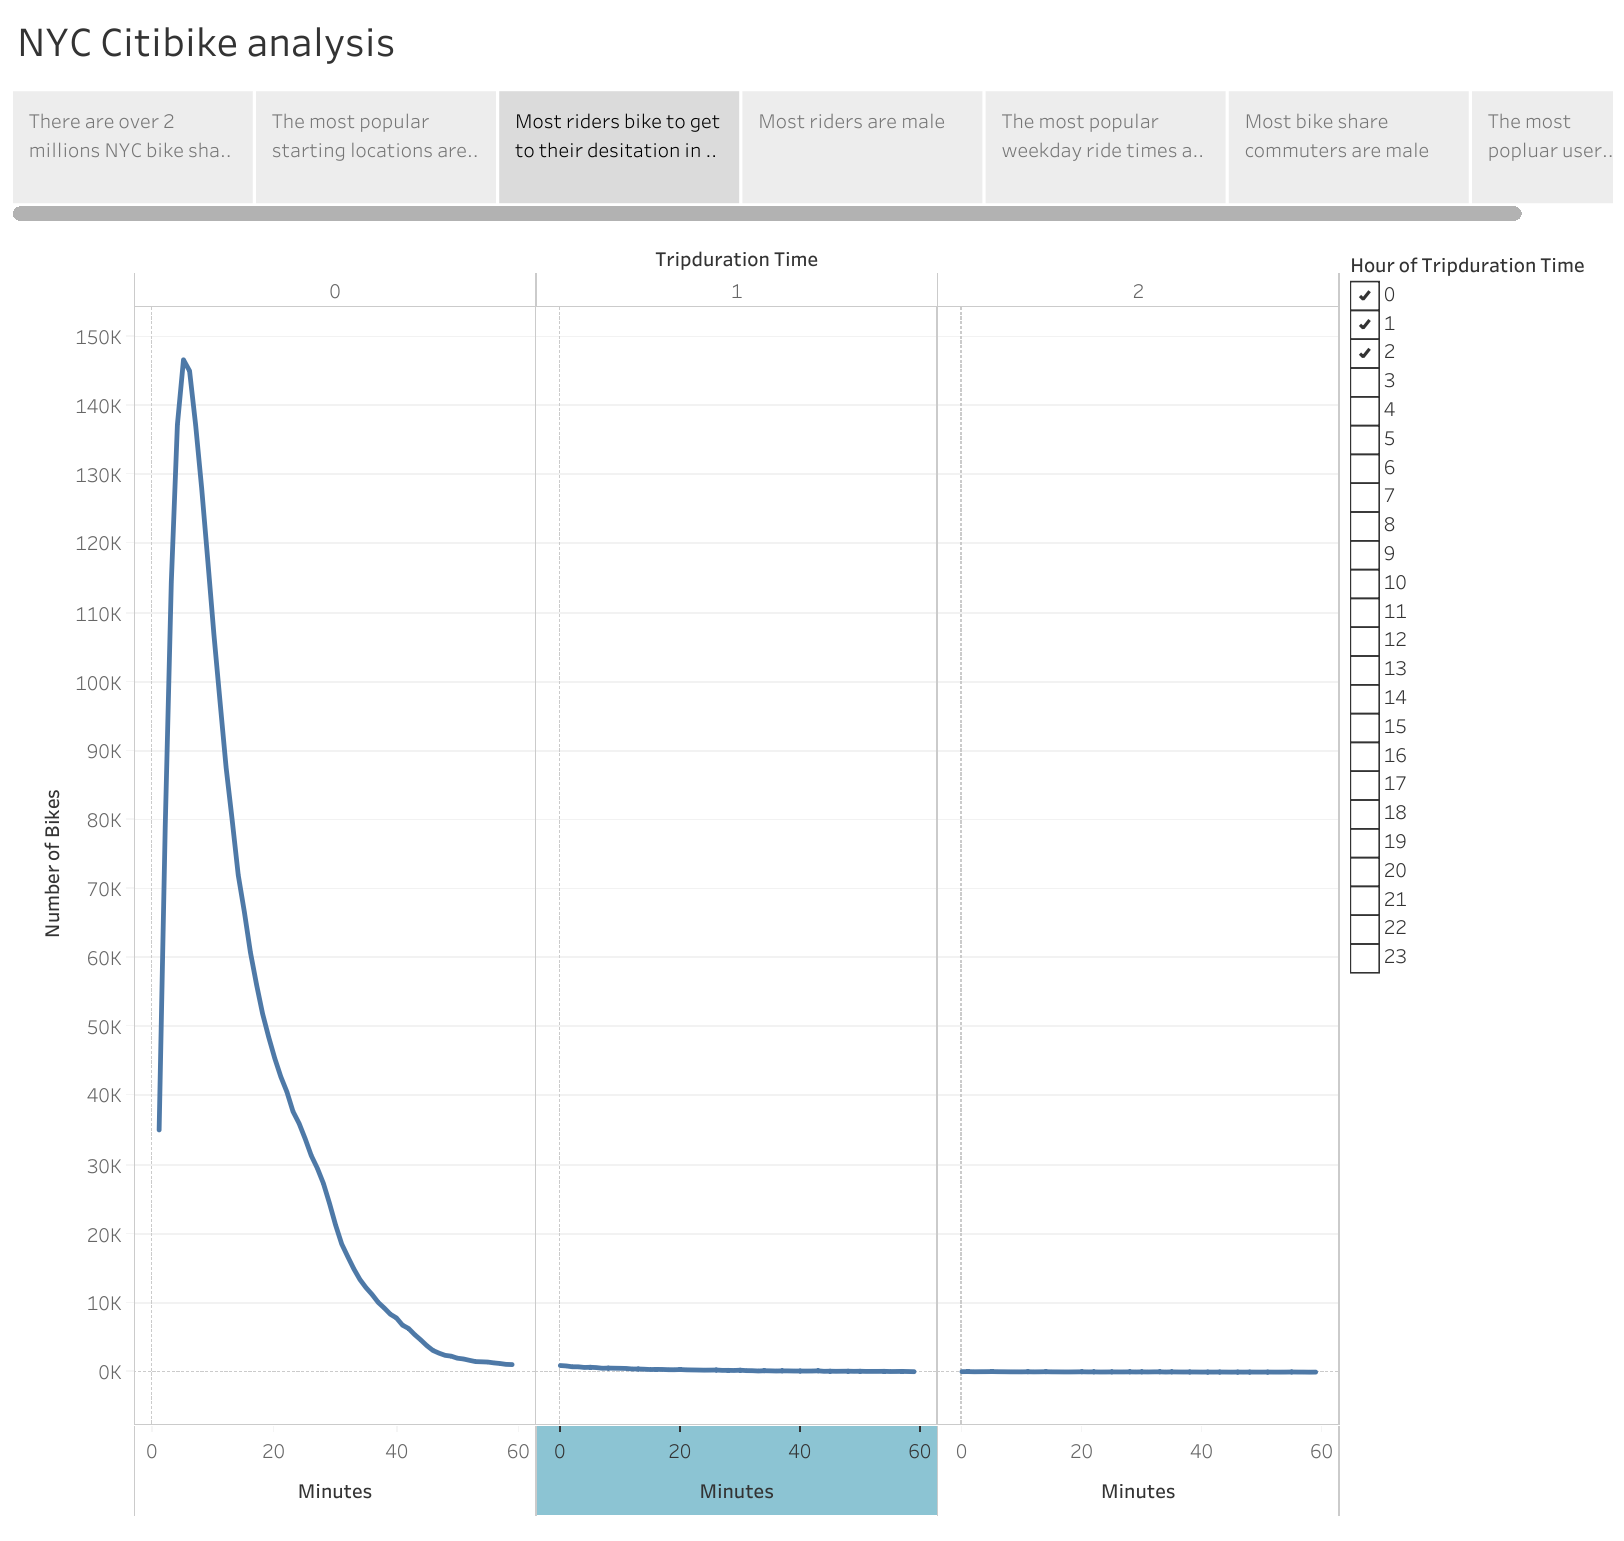 NYC Citibike analysis
There are over 2
millions NYC bike sha..
The most popular
starting locations are..
Most riders bike to get
to their desitation in ..
Most riders are male
The most popular
weekday ride times a..
Most bike share
commuters are male
The most
popluar user..
Tripduration Time
0 1 2
150K
140K
130K
120K
110K
100K
90K
80K
70K
60K
50K
40K
30K
20K
10K
0K
Number of Bikes
0 20 40 60 0 20 40 60 0 20 40 60
Minutes Minutes Minutes
Hour of Tripduration Time
0
1
2
3
4
5
6
7
8
9
10
11
12
13
14
15
16
17
18
19
20
21
22
23